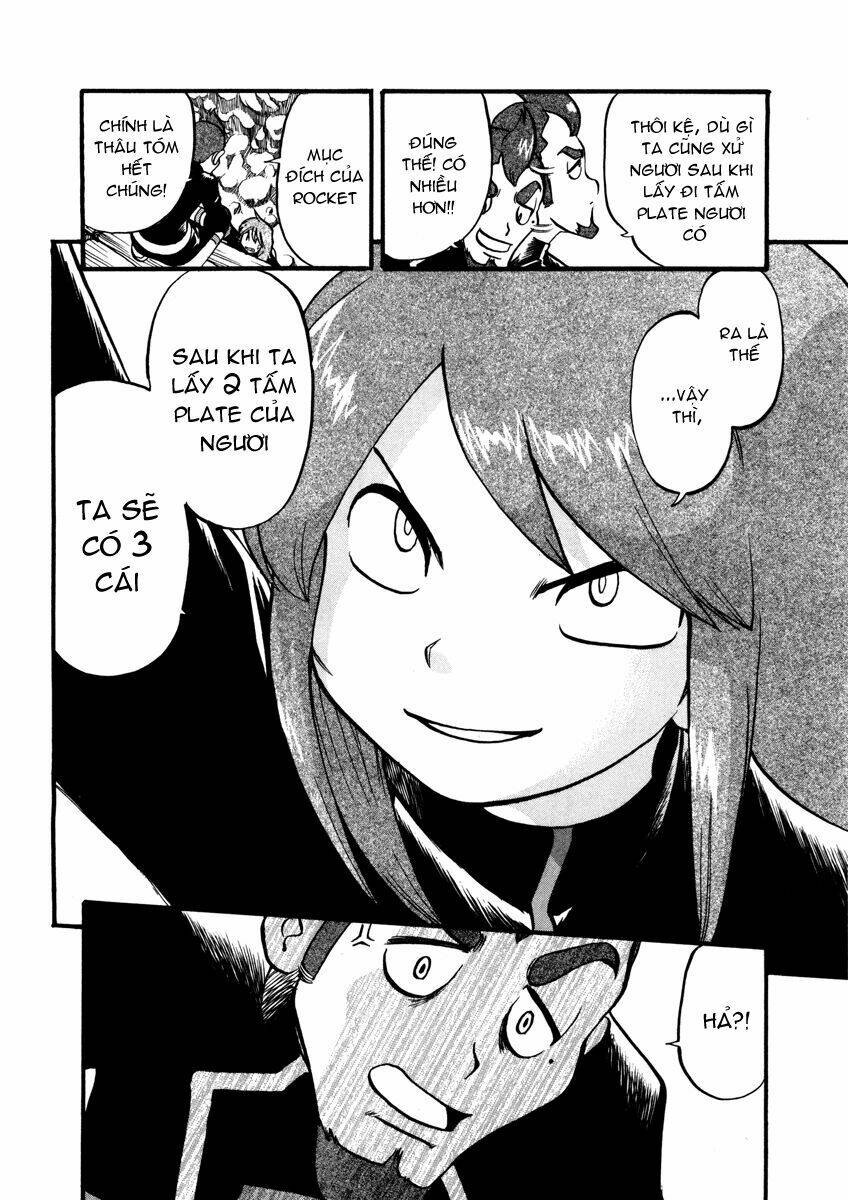 THÔI KỆ, DÙ GÌ
TA CŨNG XỬ
NGƯƠI SAU KHI
LẤY ĐI TẤM
PLATE NGƯƠI
CÓ
ĐÚNG
THẾ! CÓ
NHIỀU
HƠN!!
MỤC
ĐÍCH CỦA
ROCKET
CHÍNH LÀ
THÂU TÓM
HẾT
CHÚNG!
RA LÀ
THẾ
...VẬY
THÌ,
SAU KHI TA
LẤY 2 TẤM
PLATE CỦA
NGƯƠI
TA SẼ
CÓ 3
CÁI
HẢ?!